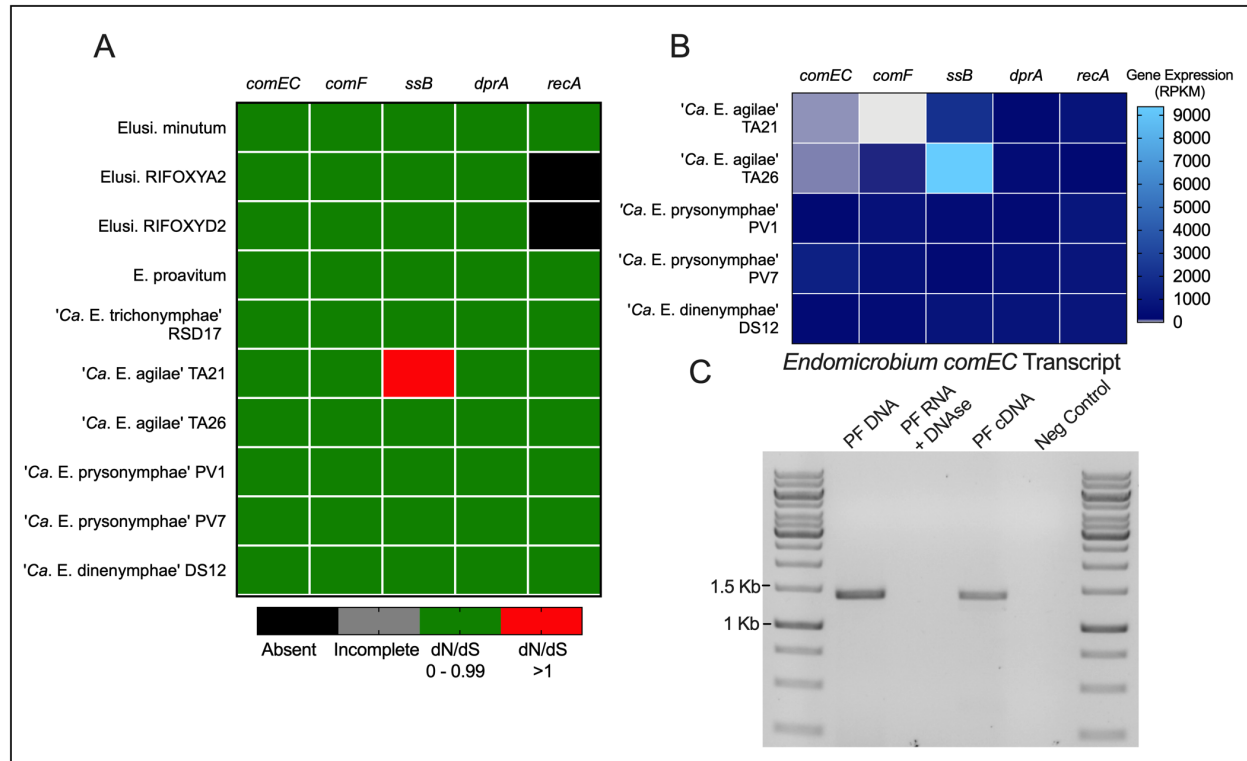 A
comEC comF ssB dprA recA
Elusi. minutum
Elusi. RIFOXYA2
Elusi. RIFOXYD2
E. proavitum
'Ca. E. trichonymphae'
RSD17
'Ca. E. agilae' TA21
'Ca. E. agilae' TA26
'Ca. E. prysonymphae' PV1
'Ca. E. prysonymphae' PV7
'Ca. E. dinenymphae' DS12
Absent Incomplete dN/dS dN/dS
0 - 0.99 >1
B
comEC comF ssB dprA recA
Gene Expression
(RPKM)
'Ca. E. agilae'
TA21
'Ca. E. agilae'
TA26
'Ca. E. prysonymphae'
PV1
'Ca. E. prysonymphae'
PV7
'Ca. E. dinenymphae'
DS12
9000
8000
7000
6000
5000
4000
3000
2000
1000
0
C
Endomicrobium comEC Transcript
PF DNA
PF RNA
+ DNAse
PF cDNA
Neg Control
1.5 Kb
1 Kb